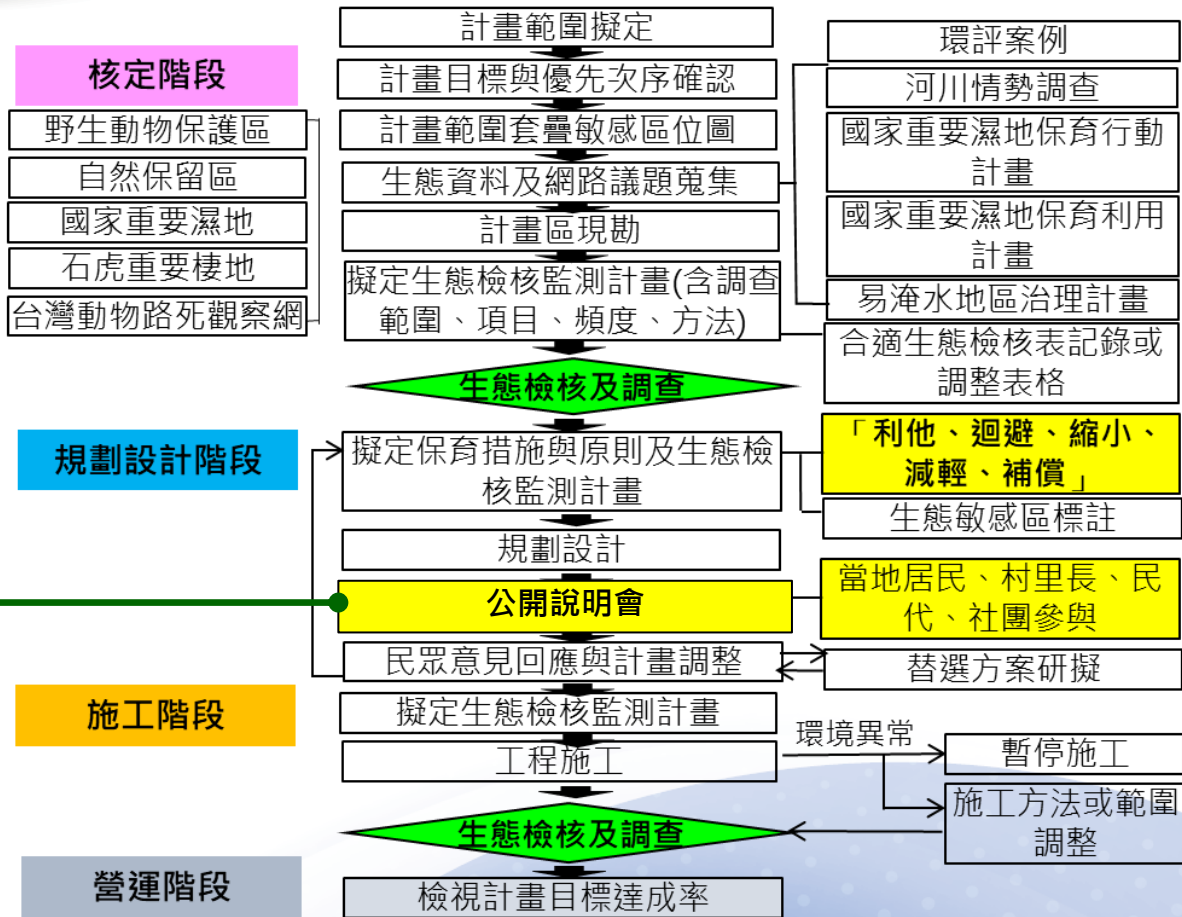 核定階段
野生動物保護區
自然保留區
國家重要濕地
石虎重要棲地
台灣動物路死觀察網
計畫範圍擬定
計畫目標與優先次序確認
計畫範圍套疊敏感區位圖
生態資料及網路議題蒐集
計畫區現勘
擬定生態檢核監測計畫(含調查
範圍、項目、頻度、方法)
環評案例
河川情勢調查
國家重要濕地保育行動
計畫
國家重要濕地保育利用
計畫
易淹水地區治理計畫
合適生態檢核表記錄或
調整表格
生態檢核及調查
規劃設計階段
擬定保育措施與原則及生態檢
核監測計畫
「利他、迴避、縮小、
減輕、補償」
生態敏感區標註
規劃設計
公開說明會
當地居民、村里長、民
代、社團參與
民眾意見回應與計畫調整
替選方案研擬
施工階段
擬定生態檢核監測計畫
工程施工
環境異常
暫停施工
施工方法或範圍
調整
生態檢核及調查
營運階段
檢視計畫目標達成率